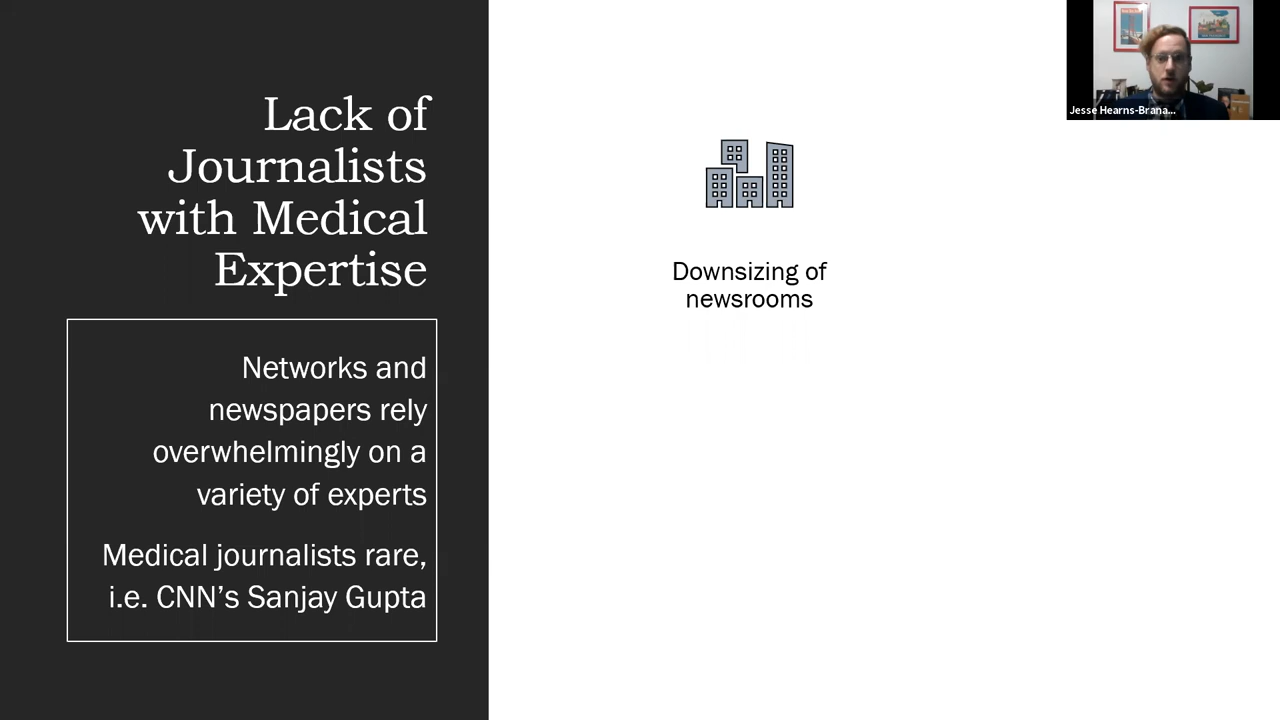 Lack of
Journalists
with Medical
Expertise
Networks and
newspapers rely
overwhelmingly on a
variety of experts
Medical journalists rare,
i.e. CNN’s Sanjay Gupta
Downsizing of
newsrooms
Jesse Hearns-Brana...